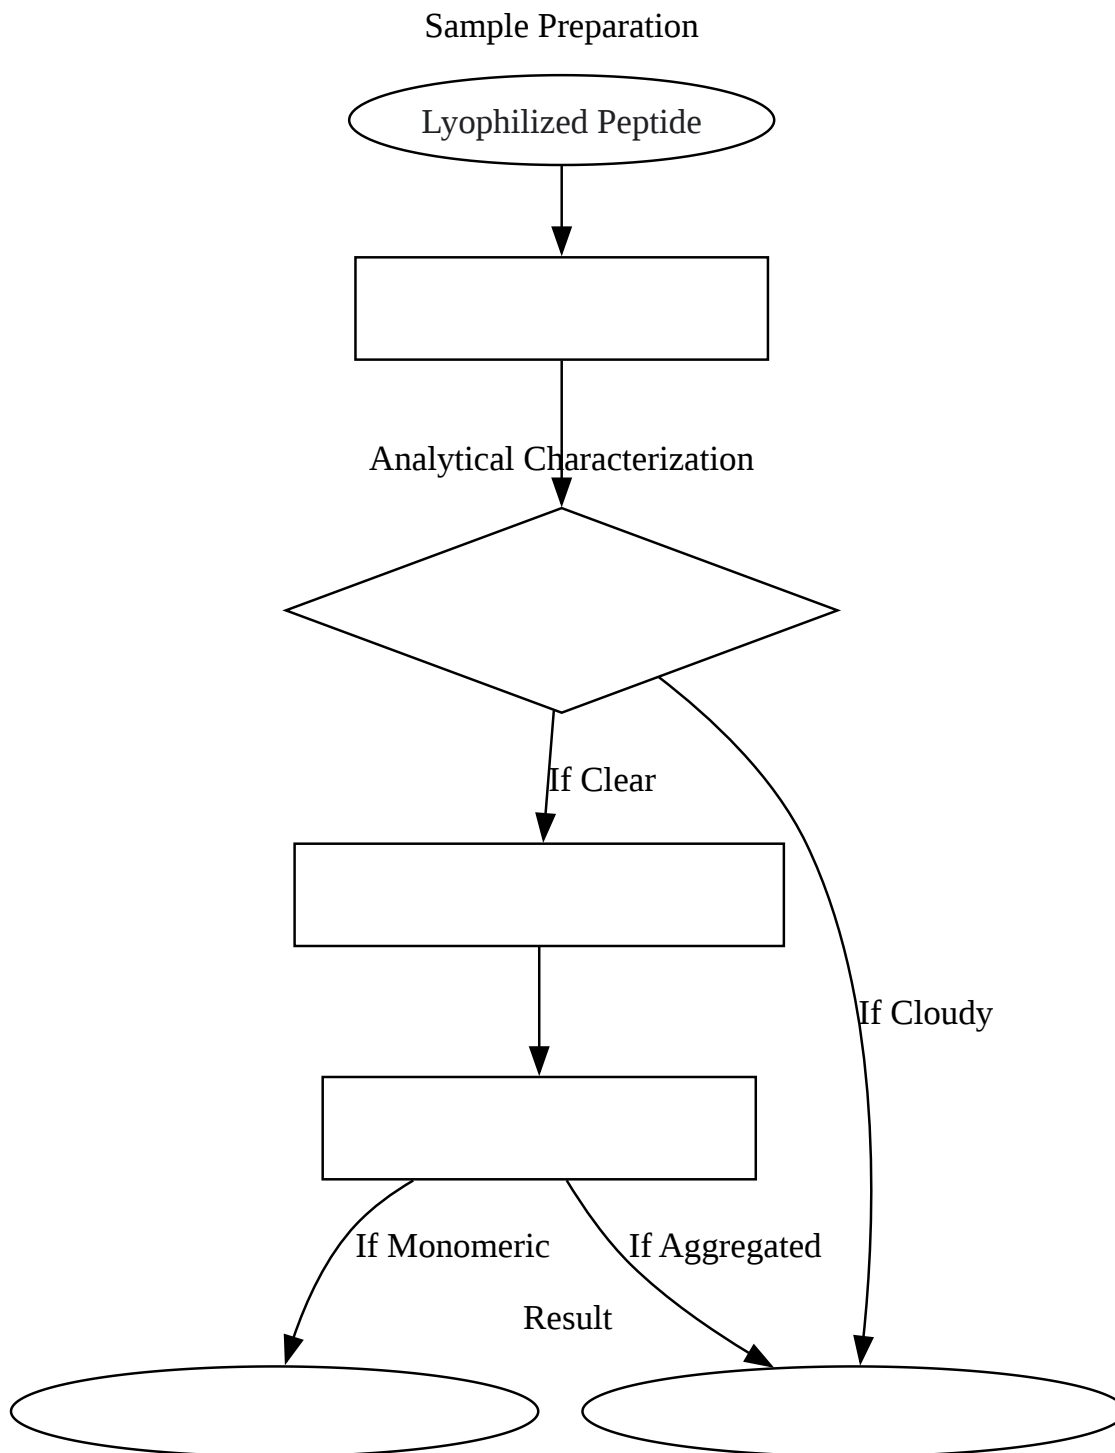 Sample Preparation
Lyophilized Peptide
Analytical Characterization
If Clear
If Cloudy
If Monomeric
If Aggregated
Result